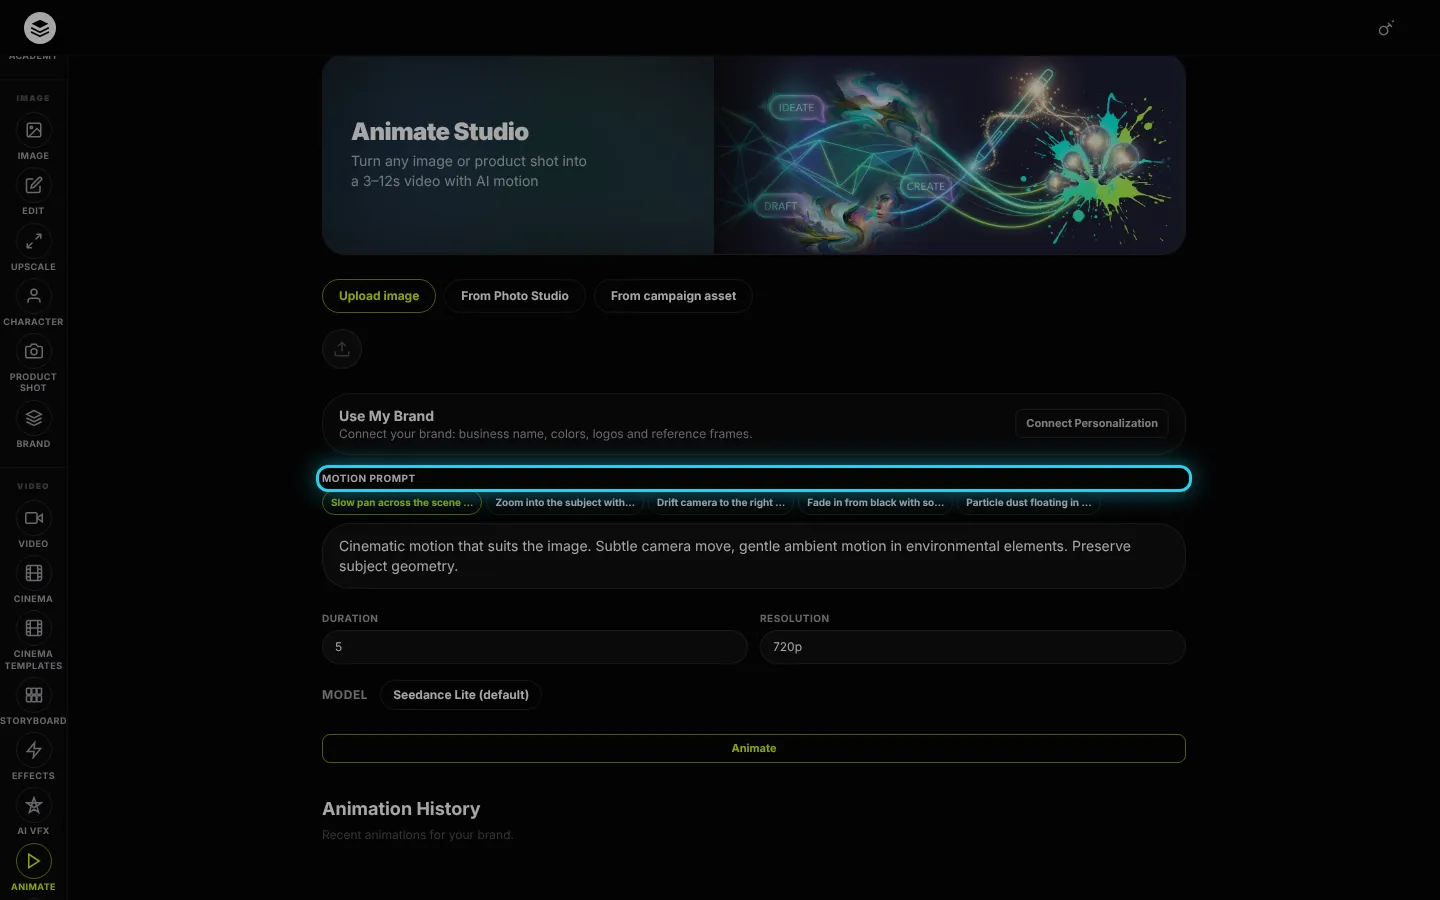 ACADEMY
IMAGE
IMAGE
EDIT
UPSCALE
CHARACTER
PRODUCT
SHOT
BRAND
VIDEO
VIDEO
CINEMA
CINEMA
TEMPLATES
STORYBOARD
EFFECTS
AI VFX
ANIMATE
Animate Studio
Turn any image or product shot into
a 3–12s video with AI motion
IDEATE
CREATE
DRAFT
Upload image
From Photo Studio
From campaign asset
Use My Brand
Connect your brand: business name, colors, logos and reference frames.
Connect Personalization
MOTION PROMPT
Slow pan across the scene ...
Zoom into the subject with...
Drift camera to the right ...
Fade in from black with so...
Particle dust floating in ...
Cinematic motion that suits the image. Subtle camera move, gentle ambient motion in environmental elements. Preserve
subject geometry.
DURATION
RESOLUTION
5
720p
MODEL
Seedance Lite (default)
Animate
Animation History
Recent animations for your brand.